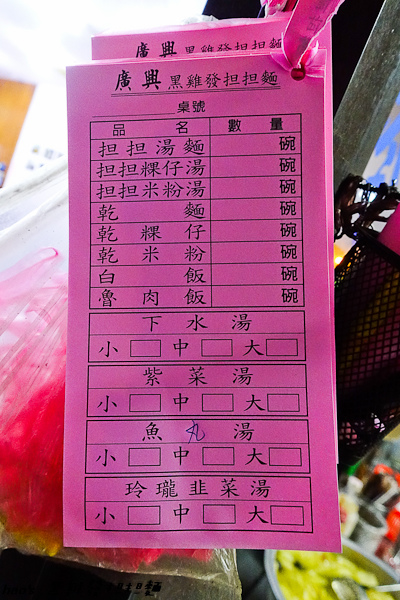 廣興黑雞發担担麵
廣興黑雞發担担麵
桌號
品名 數量
担担湯麵 碗
担担粿仔湯 碗
担担米粉湯 碗
乾麵 碗
乾粿仔 碗
乾米粉 碗
白飯 碗
魯肉飯 碗
下水湯
小 中 大
紫菜湯
小 中 大
魚丸湯
小 中 大
玲瓏韭菜湯
小 中 大